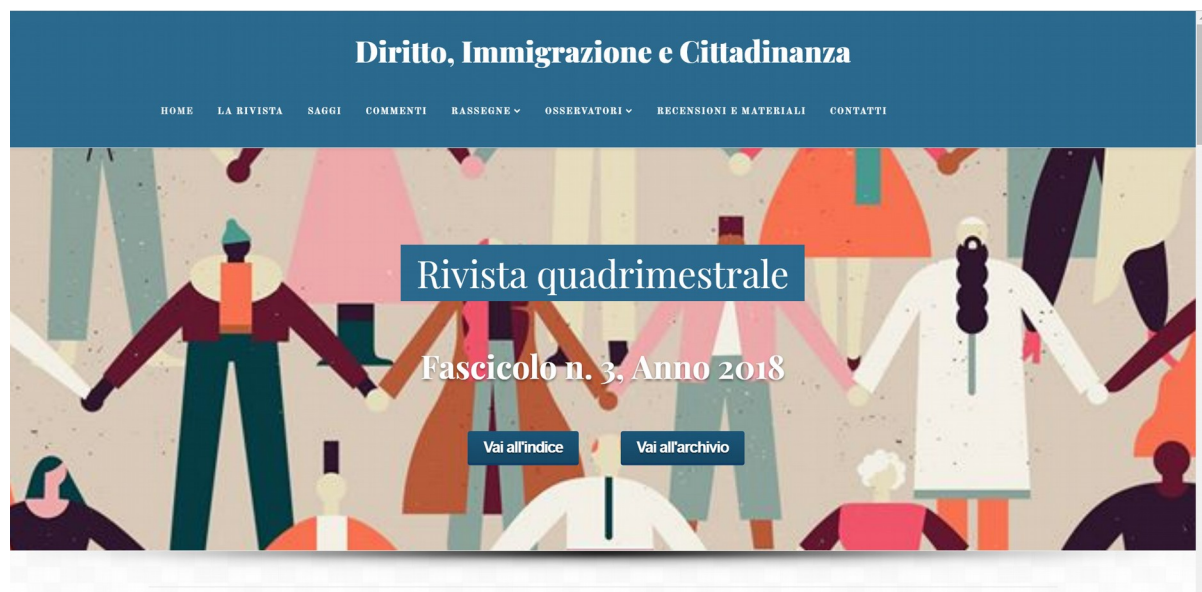 Diritto, Immigrazione e Cittadinanza
HOME LA RIVISTA SAGGI COMMENTI RASSEGNE OSSERVATORI RECENSIONI E MATERIALI CONTATTI
Rivista quadrimestrale
Fascicolo n. 3, Anno 2018
Vai all'indice Vai all'archivio